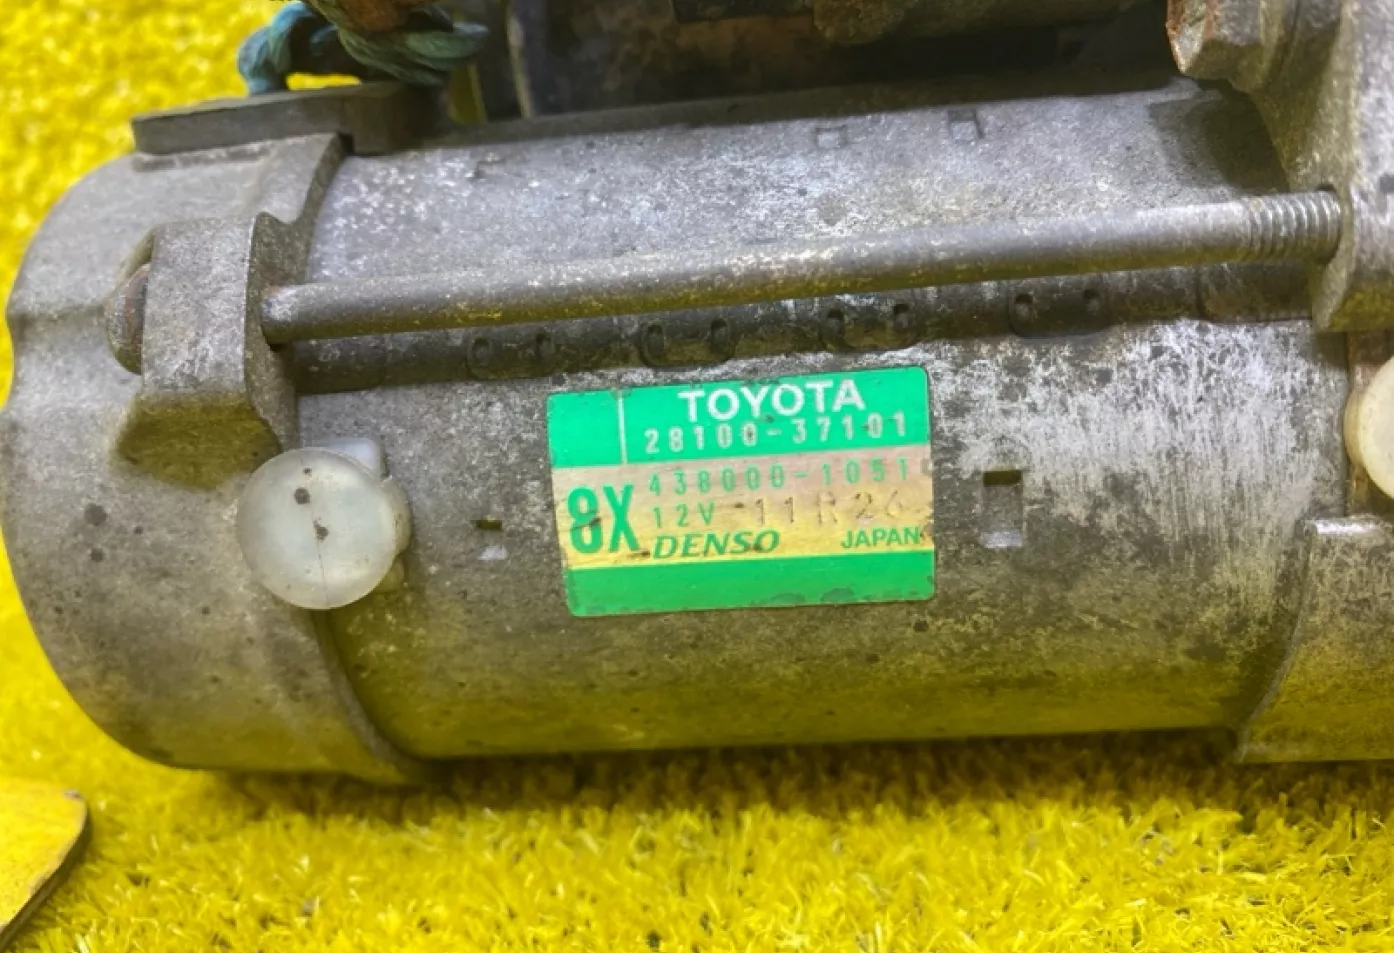 TOYOTA
28100-37101
438000-1051
8X 12V 11R26
DENSO JAPAN